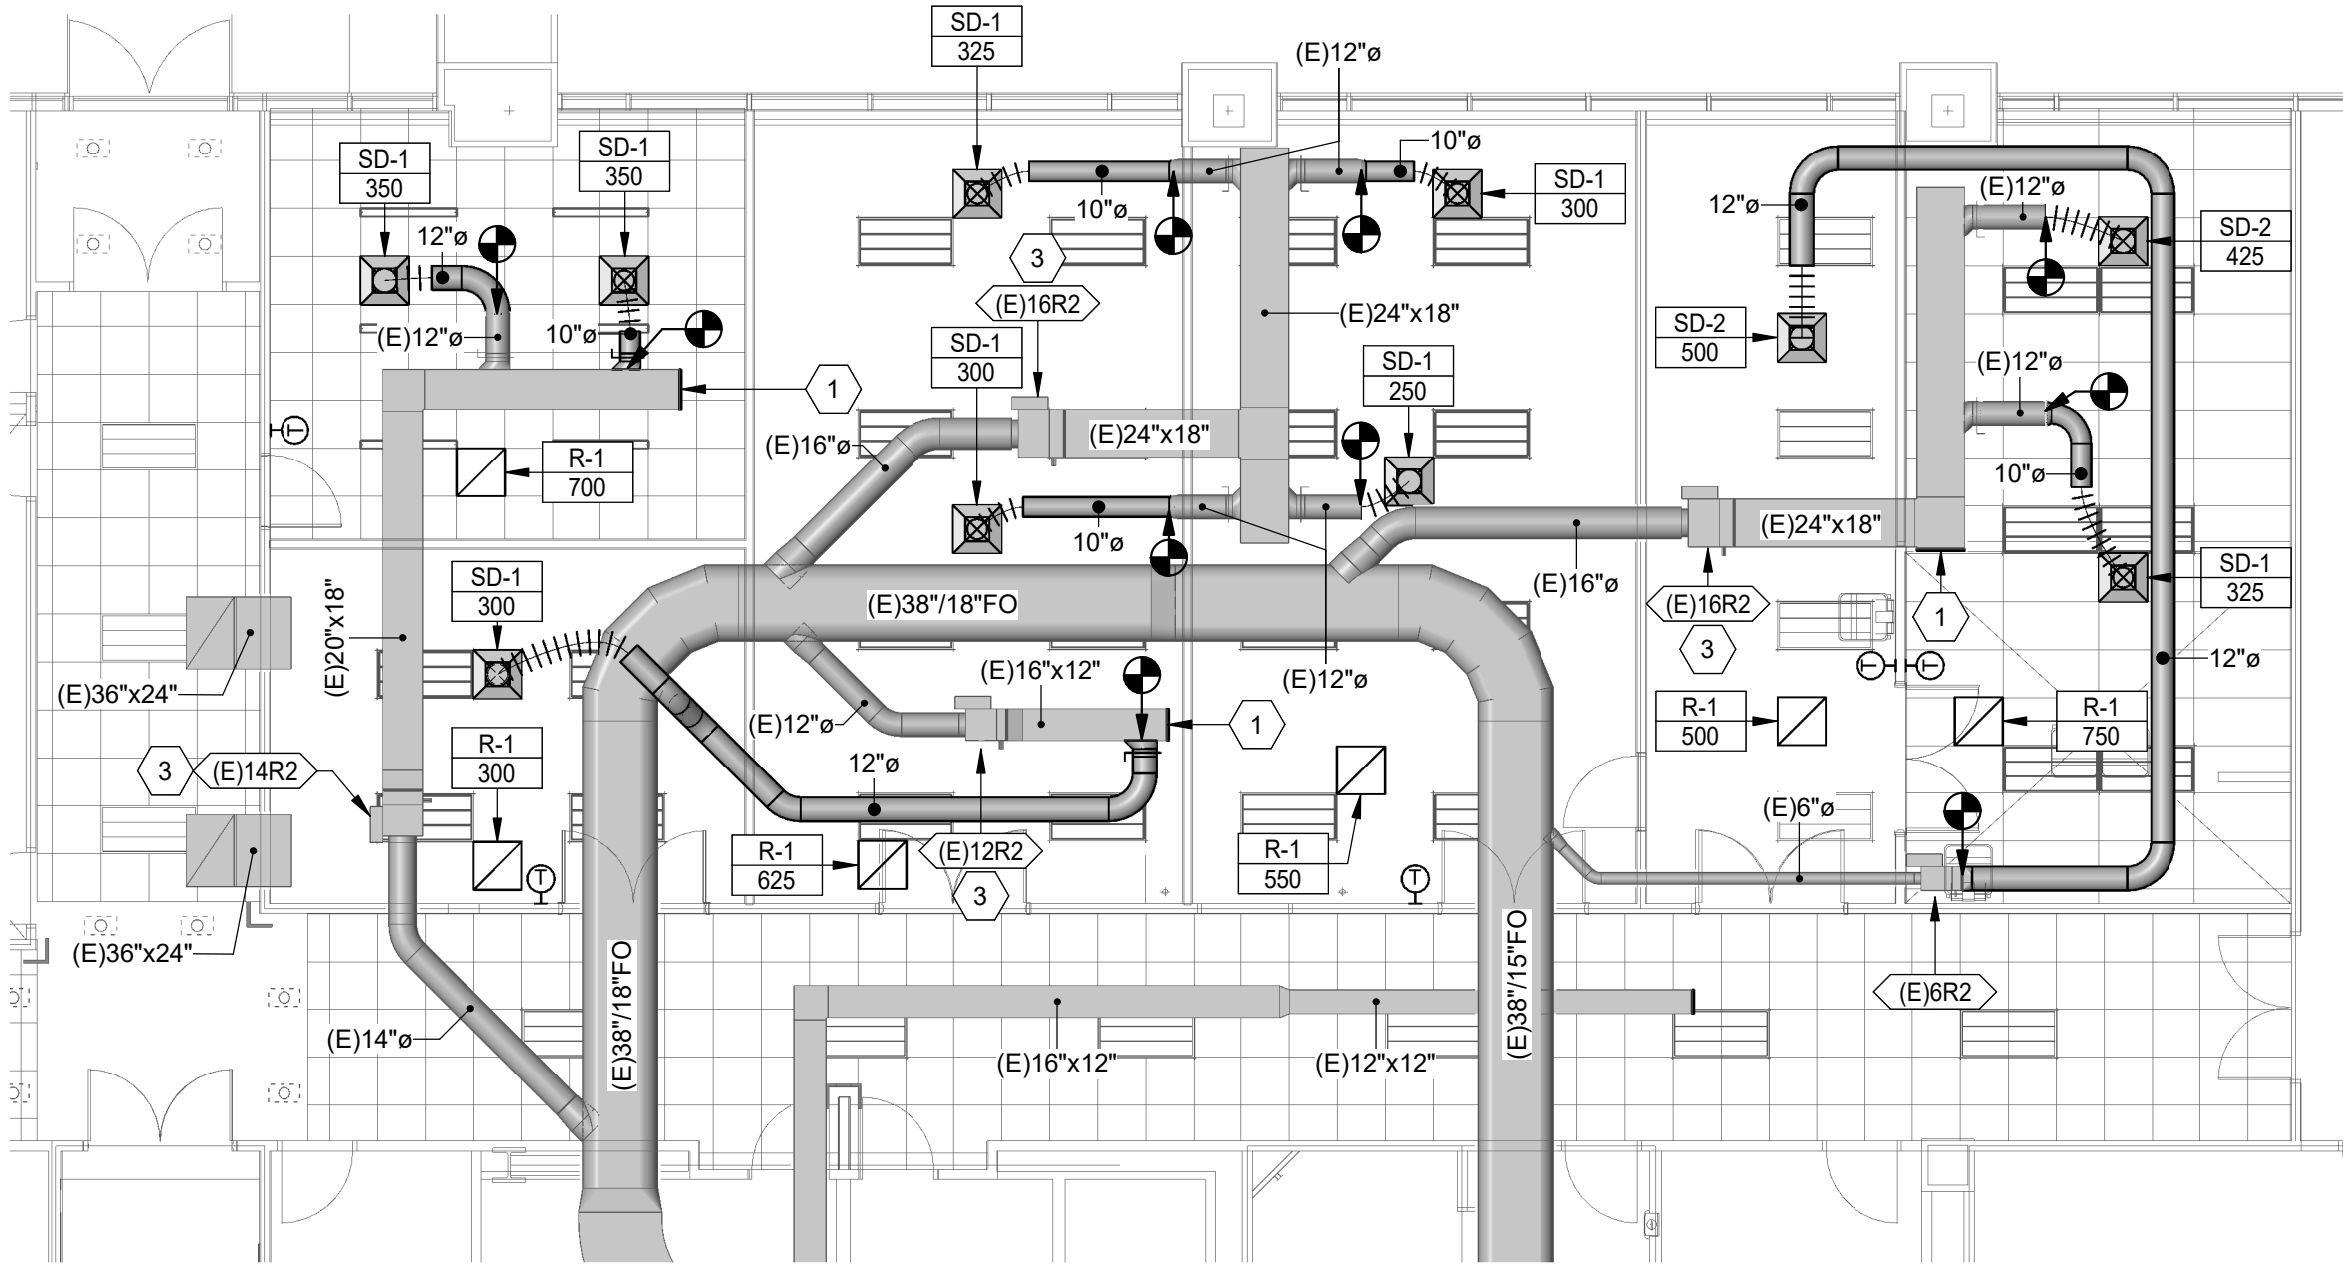 SD-1
325
(E)12"ø
SD-1
350
SD-1
350
10"ø
10"ø
SD-1
300
12"ø
(E)12"ø
SD-2
425
12"ø
3
(E)16R2
(E)24"x18"
(E)12"ø
10"ø
SD-1
300
SD-1
250
SD-2
500
(E)12"ø
1
(E)16"ø
(E)24"x18"
R-1
700
10"ø
10"ø
(E)24"x18"
(E)16"ø
SD-1
300
(E)38"/18"FO
(E)16R2
3
1
SD-1
325
(E)20"x18"
(E)36"x24"
(E)16"x12"
(E)12"ø
12"ø
(E)12"ø
1
R-1
500
R-1
750
3
(E)14R2
R-1
300
12"ø
(E)6"ø
R-1
625
(E)12R2
3
R-1
550
T
T
T
T
T
(E)36"x24"
(E)38"/18"FO
(E)38"/15"FO
(E)6R2
(E)14"ø
(E)16"x12"
(E)12"x12"